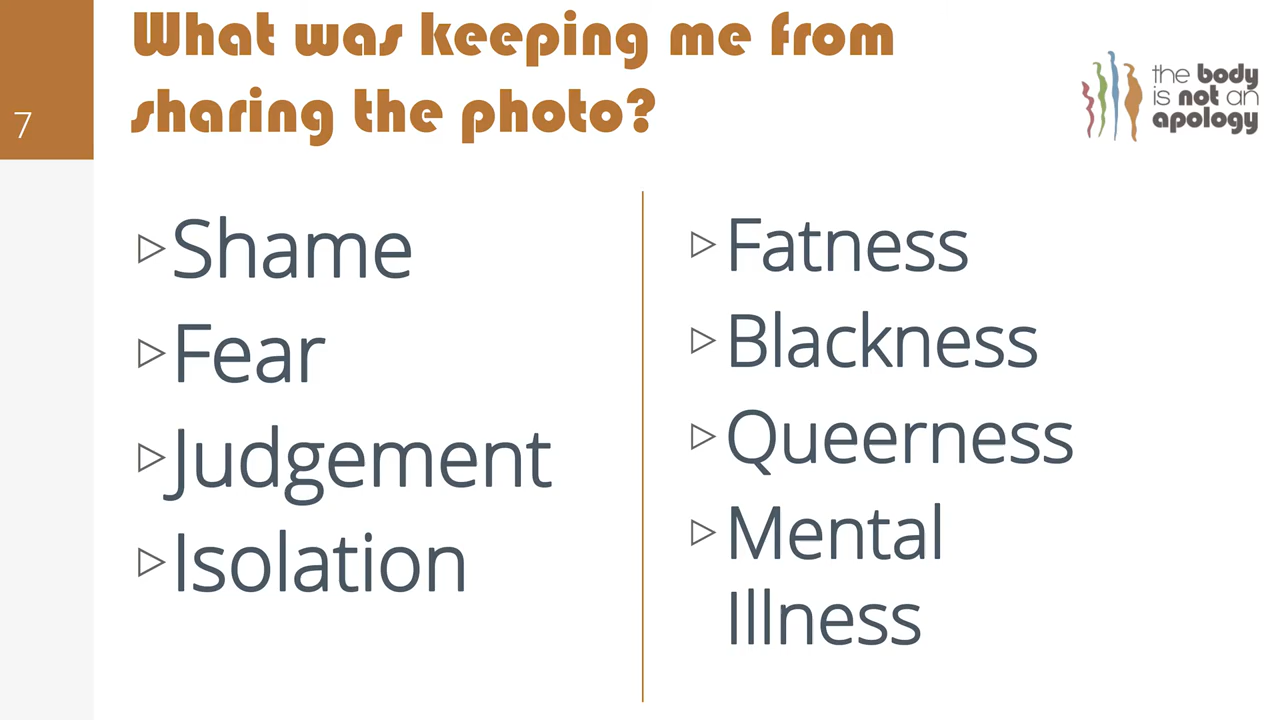 What was keeping me from
sharing the photo?
7
the body
is not an
apology
▷Shame
▷Fear
▷Judgement
▷Isolation
▷Fatness
▷Blackness
▷Queerness
▷Mental
Illness